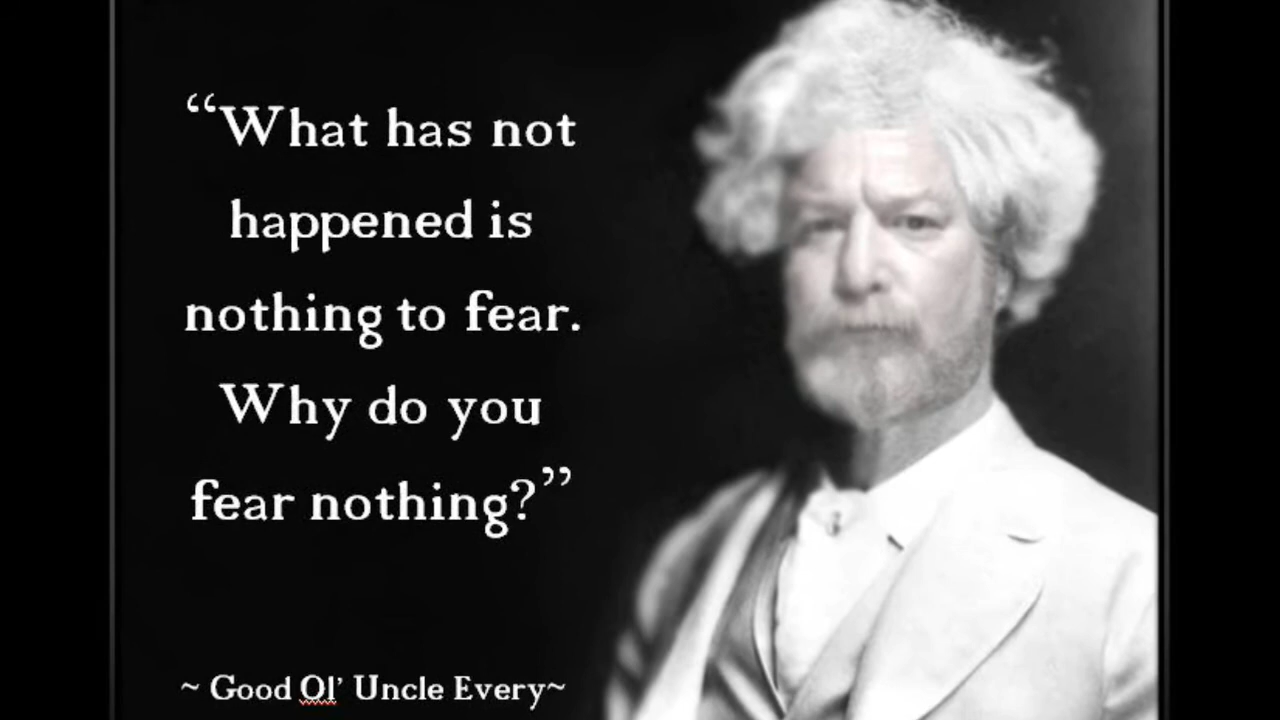 “What has not
happened is
nothing to fear.
Why do you
fear nothing?”
~ Good Ol’ Uncle Every~